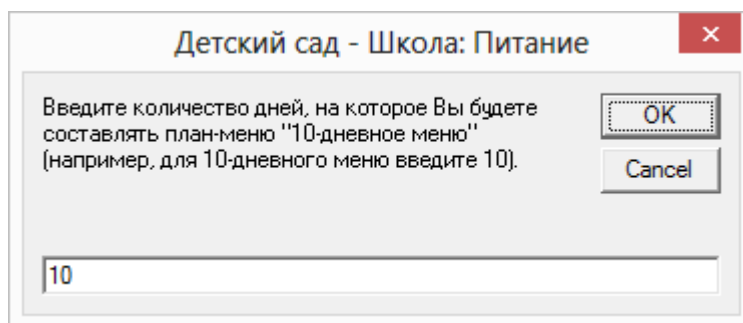 Детский сад - Школа: Питание
Введите количество дней, на которое Вы будете
составлять план-меню "10-дневное меню"
(например, для 10-дневного меню введите 10).
OK
Cancel
10